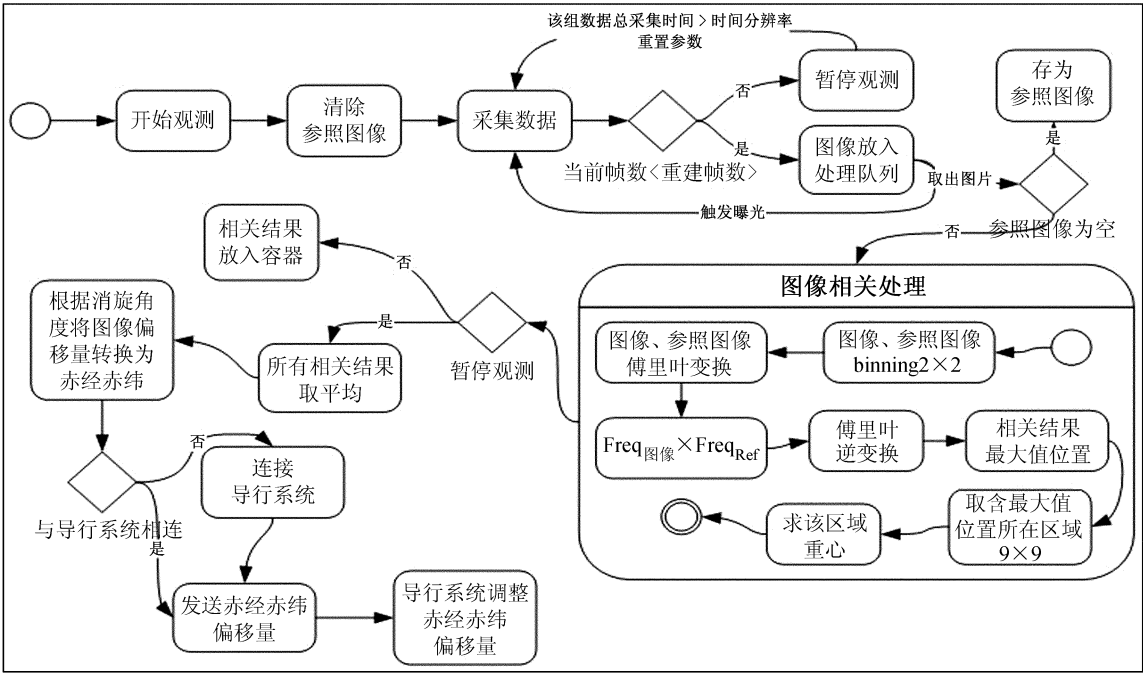 该组数据总采集时间 > 时间分辨率
重置参数
开始观测
清除
参照图像
采集数据
否
暂停观测
是
图像放入
处理队列
当前帧数<重建帧数>
触发曝光
取出图片
存为
参照图像
是
参照图像为空
否
图像相关处理
图像、参照图像
binning2×2
图像、参照图像
傅里叶变换
Freq图像×FreqRef
傅里叶
逆变换
相关结果
最大值位置
取含最大值
位置所在区域
9×9
求该区域
重心
暂停观测
否
相关结果
放入容器
是
所有相关结果
取平均
根据消旋角
度将图像偏
移量转换为
赤经赤纬
与导行系统相连
否
连接
导行系统
是
发送赤经赤纬
偏移量
导行系统调整
赤经赤纬
偏移量